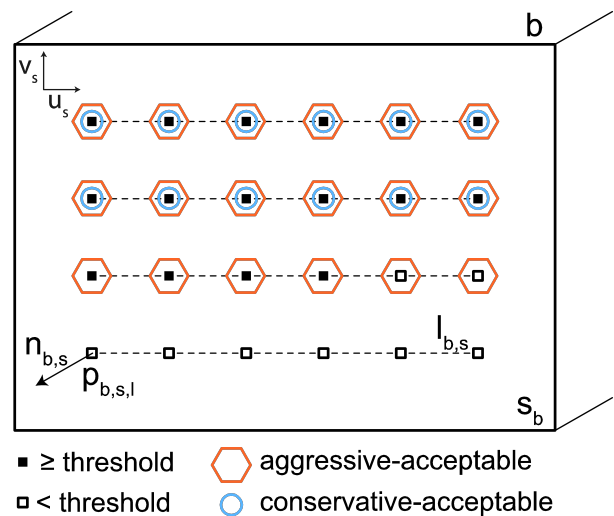 b
v_s
u_s
l_b,s
n_b,s
p_b,s,l
s_b
≥ threshold
aggressive-acceptable
< threshold
conservative-acceptable